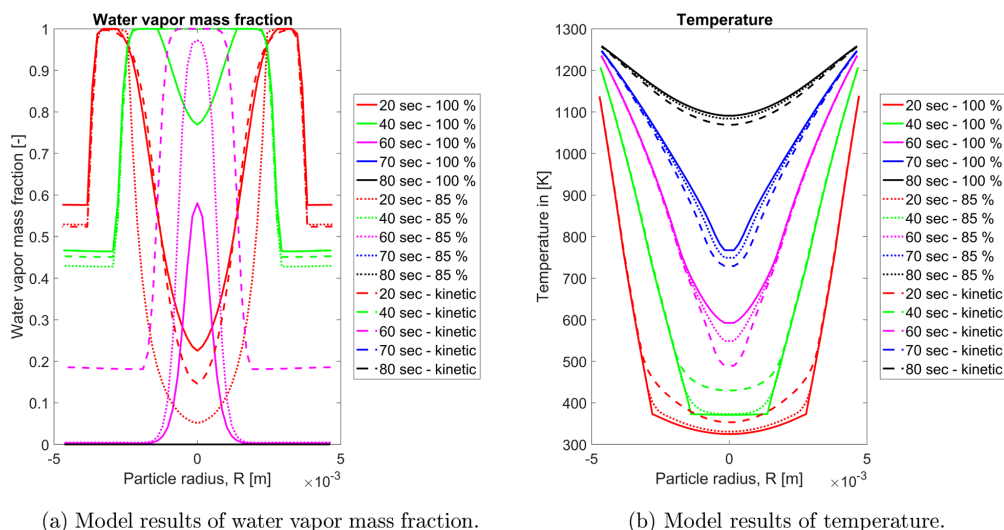 Water vapor mass fraction
Water vapor mass fraction [-]
1
0.9
0.8
0.7
0.6
0.5
0.4
0.3
0.2
0.1
0
-5
0
5
Particle radius, R [m]
×10⁻³
20 sec - 100 %
40 sec - 100 %
60 sec - 100 %
70 sec - 100 %
80 sec - 100 %
20 sec - 85 %
40 sec - 85 %
60 sec - 85 %
70 sec - 85 %
80 sec - 85 %
20 sec - kinetic
40 sec - kinetic
60 sec - kinetic
70 sec - kinetic
80 sec - kinetic
(a) Model results of water vapor mass fraction.
Temperature
Temperature in [K]
1300
1200
1100
1000
900
800
700
600
500
400
300
-5
0
5
Particle radius, R [m]
×10⁻³
20 sec - 100 %
40 sec - 100 %
60 sec - 100 %
70 sec - 100 %
80 sec - 100 %
20 sec - 85 %
40 sec - 85 %
60 sec - 85 %
70 sec - 85 %
80 sec - 85 %
20 sec - kinetic
40 sec - kinetic
60 sec - kinetic
70 sec - kinetic
80 sec - kinetic
(b) Model results of temperature.